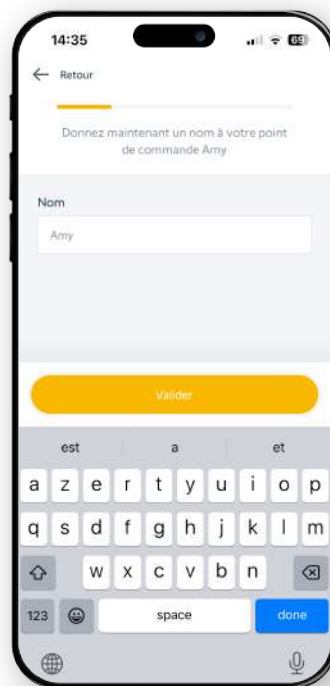 14:35
69
Retour
Donnez maintenant un nom à votre point
de commande Amy
Nom
Amy
Valider
est a et
a z e r t y u i o p
q s d f g h j k l m
w x c v b n
123 space done